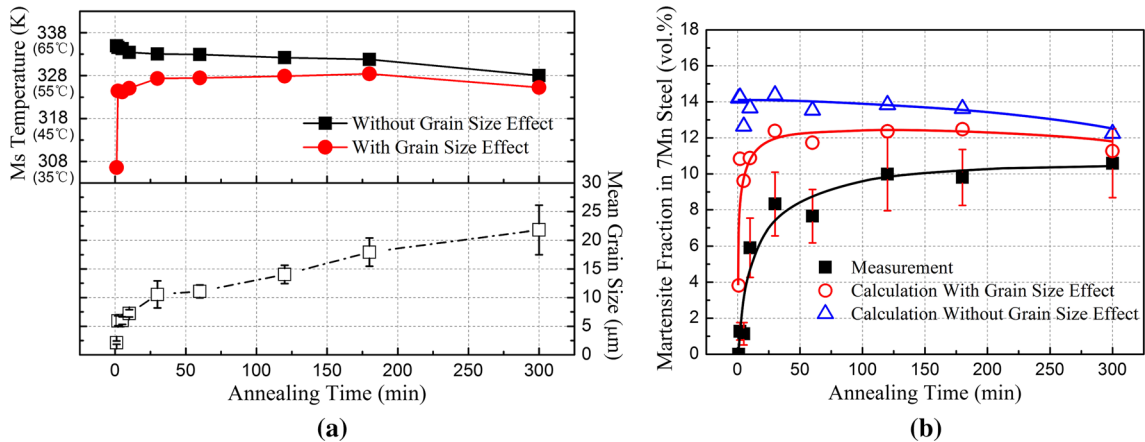 Ms Temperature (K)
338
(65℃)
328
(55℃)
318
(45℃)
308
(35℃)
Without Grain Size Effect
With Grain Size Effect
30
25
20
15
10
5
0
Mean Grain Size (μm)
0 50 100 150 200 250 300
Annealing Time (min)
(a)
Martensite Fraction in 7Mn Steel (vol.%)
18
16
14
12
10
8
6
4
2
0
Measurement
Calculation With Grain Size Effect
Calculation Without Grain Size Effect
0 50 100 150 200 250 300
Annealing Time (min)
(b)